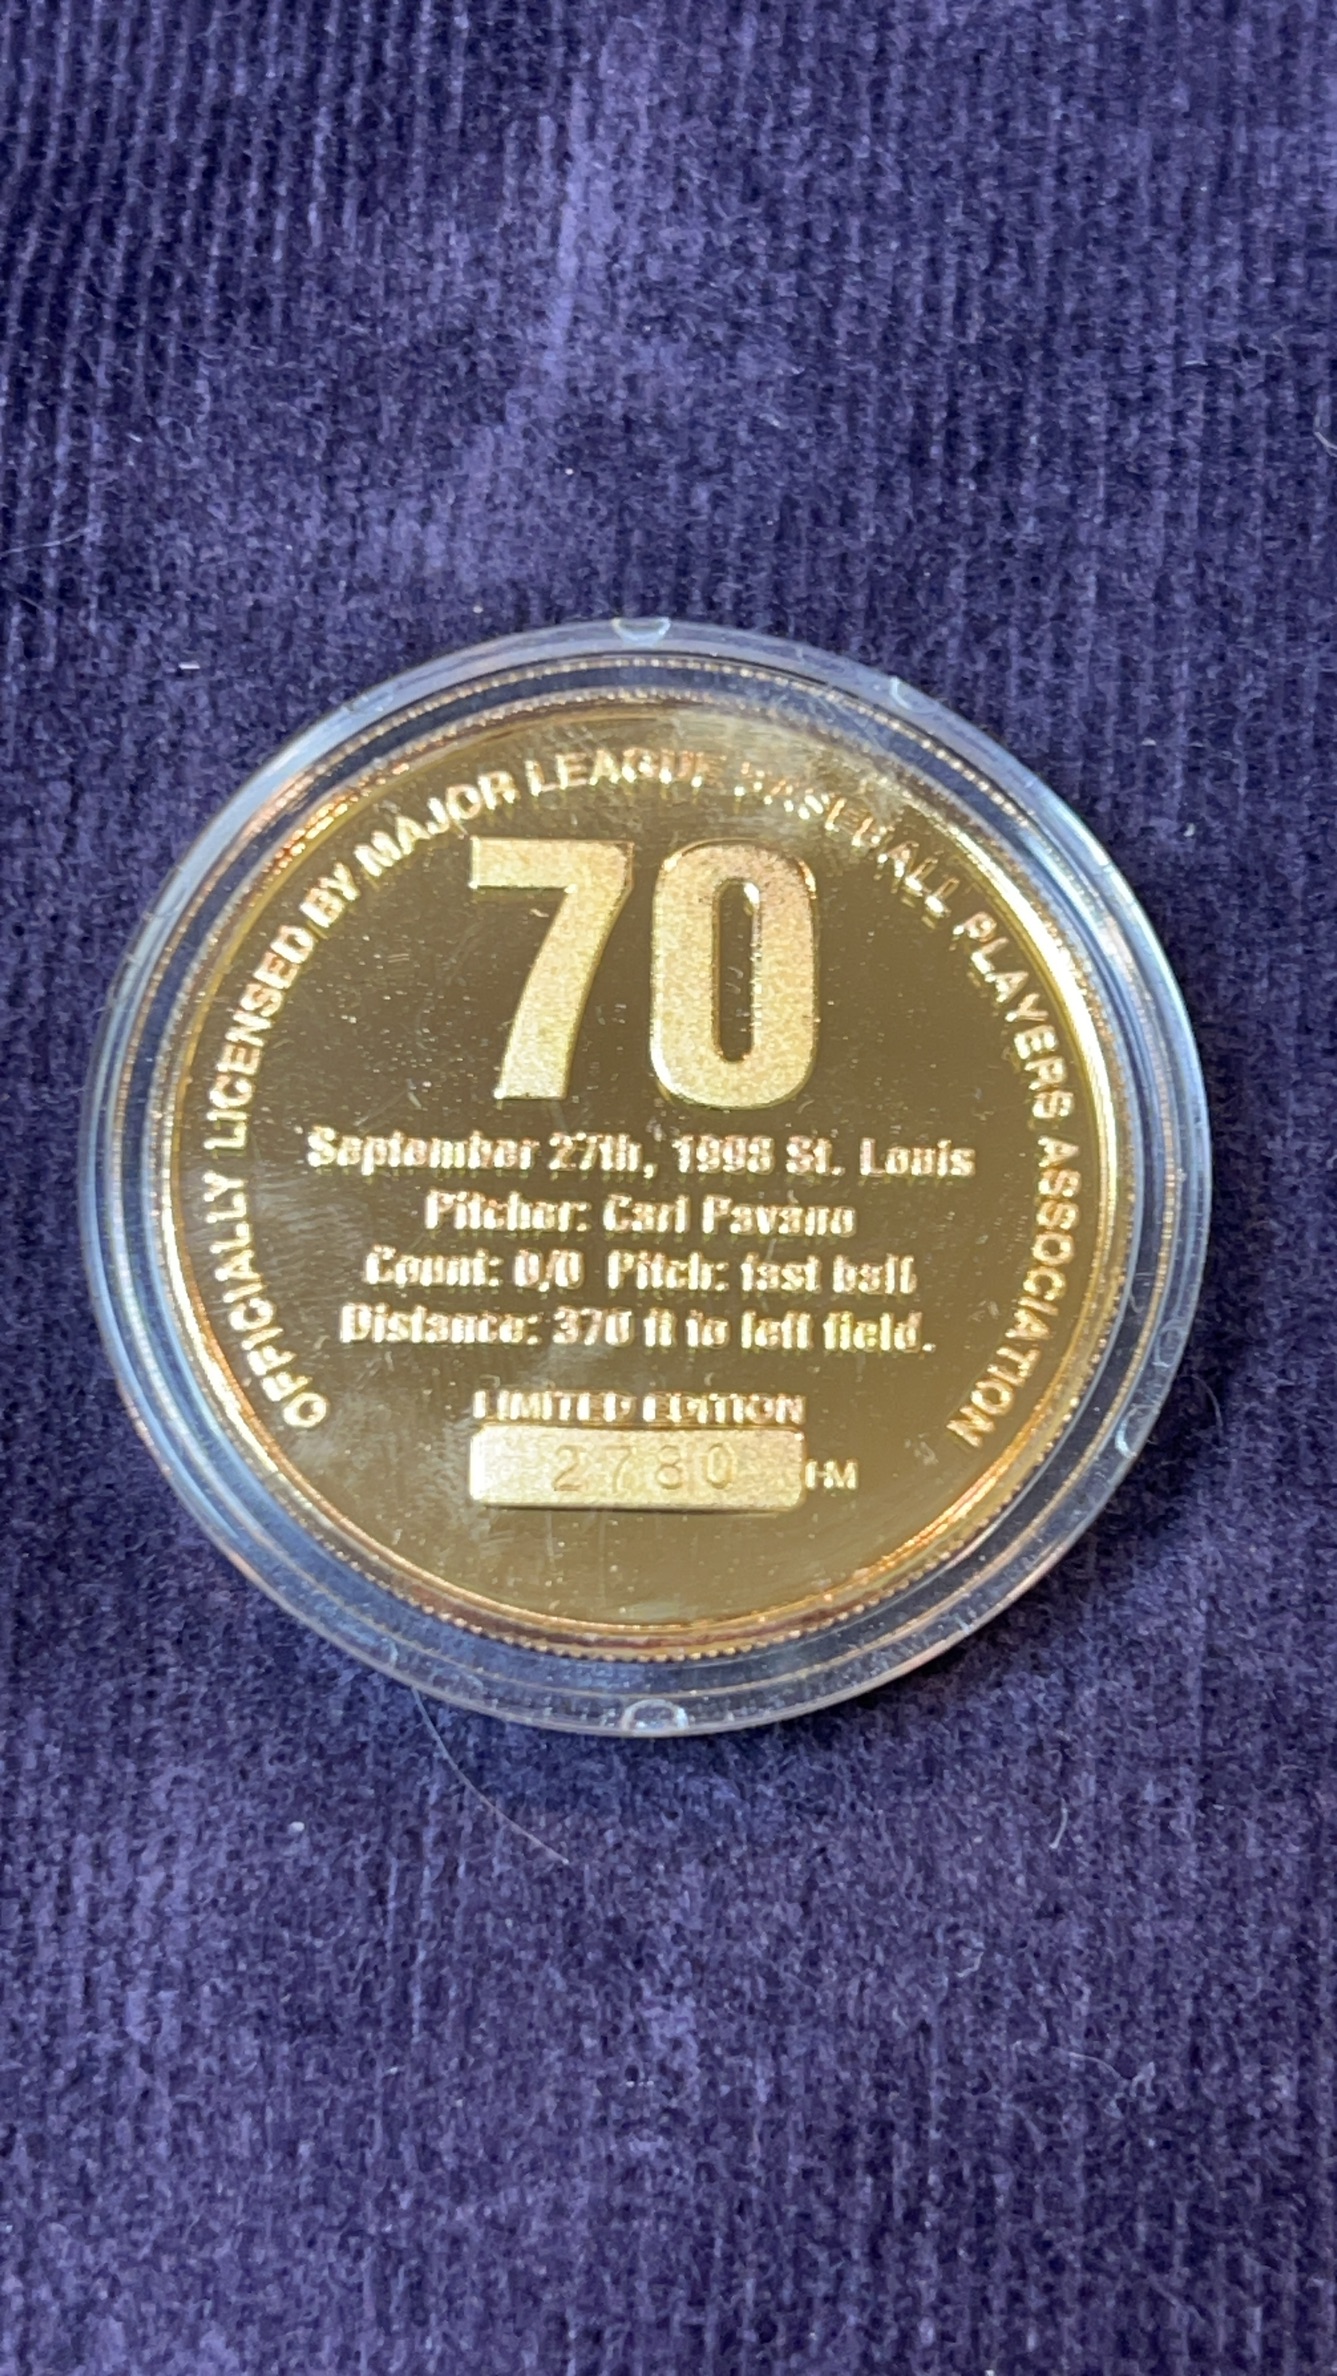 OFFICIALLY LICENSED BY MAJOR LEAGUE BASEBALL PLAYERS ASSOCIATION
70
September 27th, 1998 St. Louis
Pitcher: Carl Pavano
Count: 0/0 Pitch: fast ball
Distance: 370 ft to left field.
LIMITED EDITION
2780